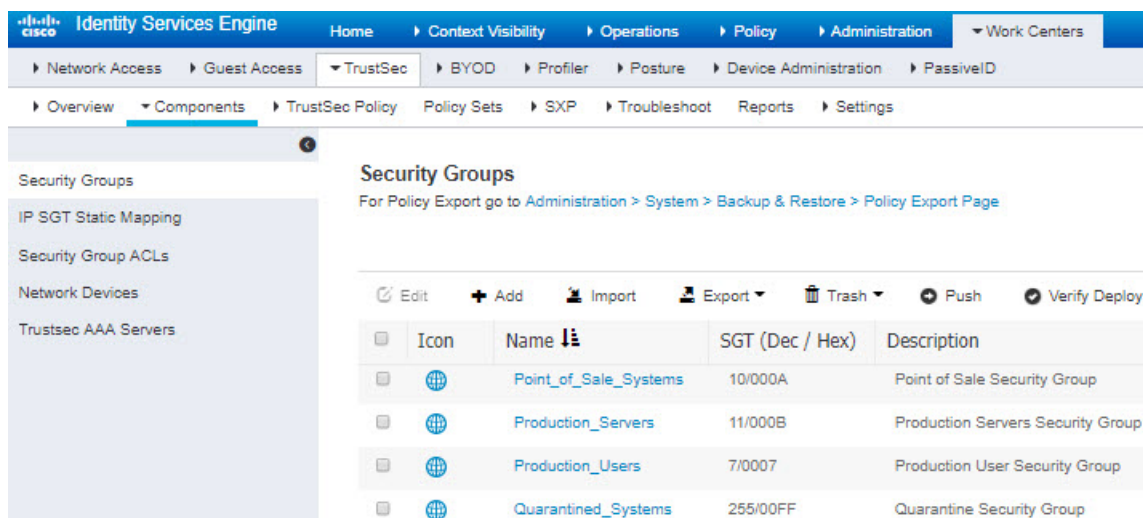 cisco Identity Services Engine Home Context Visibility Operations Policy Administration Work Centers
Network Access Guest Access TrustSec BYOD Profiler Posture Device Administration PassiveID
Overview Components TrustSec Policy Policy Sets SXP Troubleshoot Reports Settings
Security Groups
IP SGT Static Mapping
Security Group ACLs
Network Devices
Trustsec AAA Servers
Security Groups
For Policy Export go to Administration > System > Backup & Restore > Policy Export Page
Edit Add Import Export Trash Push Verify Deploy
Icon Name SGT (Dec / Hex) Description
Point_of_Sale_Systems 10/000A Point of Sale Security Group
Production_Servers 11/000B Production Servers Security Group
Production_Users 7/0007 Production User Security Group
Quarantined_Systems 255/00FF Quarantine Security Group